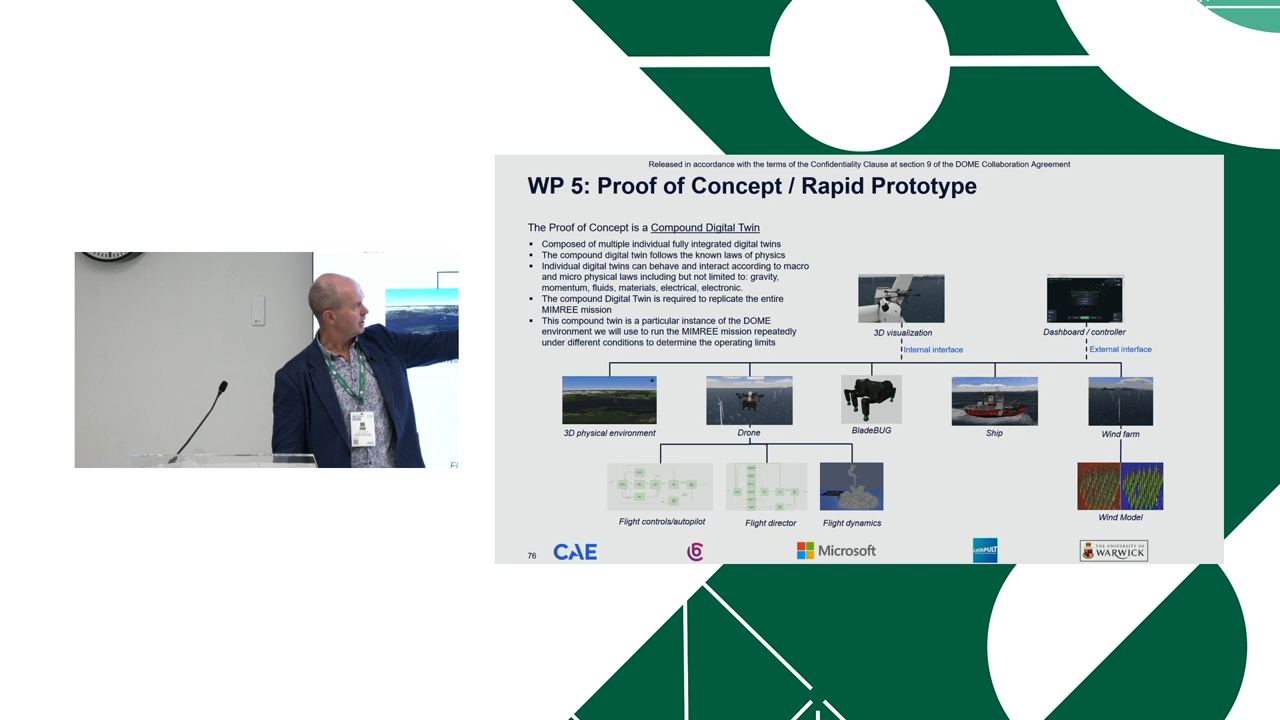 Released in accordance with the terms of the Confidentiality Clause at section 9 of the DOME Collaboration Agreement
WP 5: Proof of Concept / Rapid Prototype
The Proof of Concept is a Compound Digital Twin
▪ Composed of multiple individual fully integrated digital twins
▪ The compound digital twin follows the known laws of physics
▪ Individual digital twins can behave and interact according to macro
and micro physical laws including but not limited to: gravity,
momentum, fluids, materials, electrical, electronic.
▪ The compound Digital Twin is required to replicate the entire
MIMREE mission
▪ This compound twin is a particular instance of the DOME
environment we will use to run the MIMREE mission repeatedly
under different conditions to determine the operating limits
3D visualization
Dashboard / controller
Internal interface
External interface
3D physical environment
Drone
BladeBUG
Ship
Wind farm
Flight controls/autopilot
Flight director
Flight dynamics
Wind Model
76
CAE
Microsoft
CATAPULT
THE UNIVERSITY OF
WARWICK